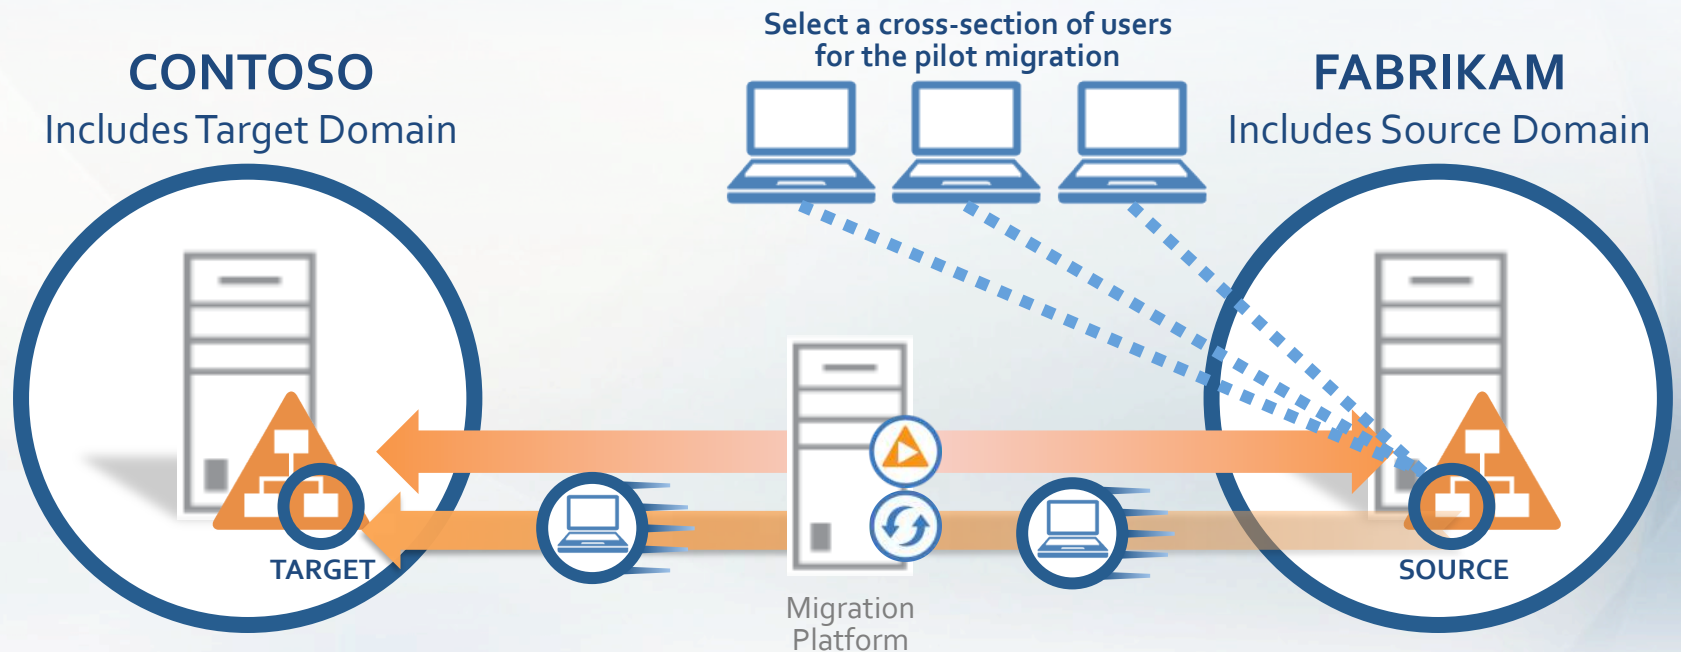 Select a cross-section of users
for the pilot migration
CONTOSO
Includes Target Domain
FABRIKAM
Includes Source Domain
TARGET
SOURCE
Migration
Platform